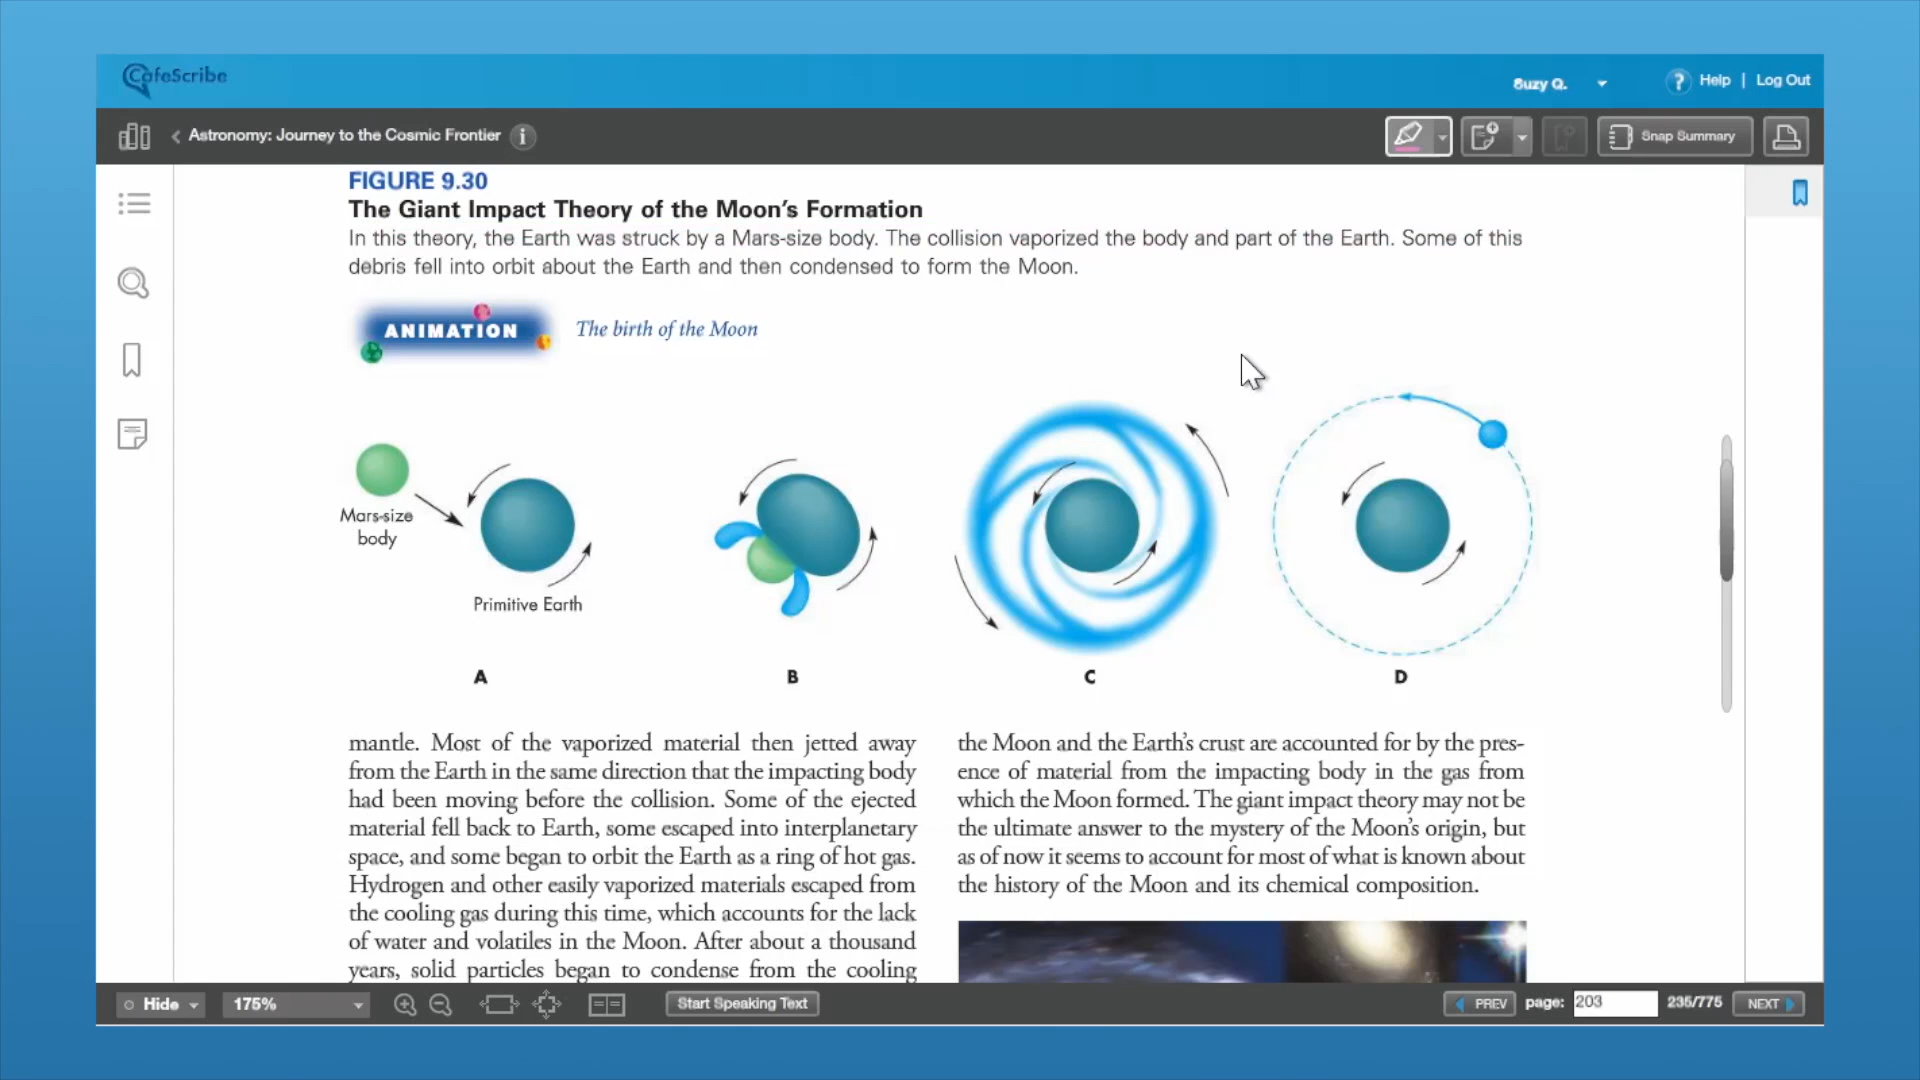 CafeScribe
Suzy Q.
? Help | Log Out
Astronomy: Journey to the Cosmic Frontier i
Snap Summary
FIGURE 9.30
The Giant Impact Theory of the Moon's Formation
In this theory, the Earth was struck by a Mars-size body. The collision vaporized the body and part of the Earth. Some of this
debris fell into orbit about the Earth and then condensed to form the Moon.
ANIMATION The birth of the Moon
Mars-size
body
Primitive Earth
A B C D
mantle. Most of the vaporized material then jetted away
from the Earth in the same direction that the impacting body
had been moving before the collision. Some of the ejected
material fell back to Earth, some escaped into interplanetary
space, and some began to orbit the Earth as a ring of hot gas.
Hydrogen and other easily vaporized materials escaped from
the cooling gas during this time, which accounts for the lack
of water and volatiles in the Moon. After about a thousand
years, solid particles began to condense from the cooling
the Moon and the Earth's crust are accounted for by the pres-
ence of material from the impacting body in the gas from
which the Moon formed. The giant impact theory may not be
the ultimate answer to the mystery of the Moon's origin, but
as of now it seems to account for most of what is known about
the history of the Moon and its chemical composition.
Hide 175% Start Speaking Text PREV page: 203 235/775 NEXT